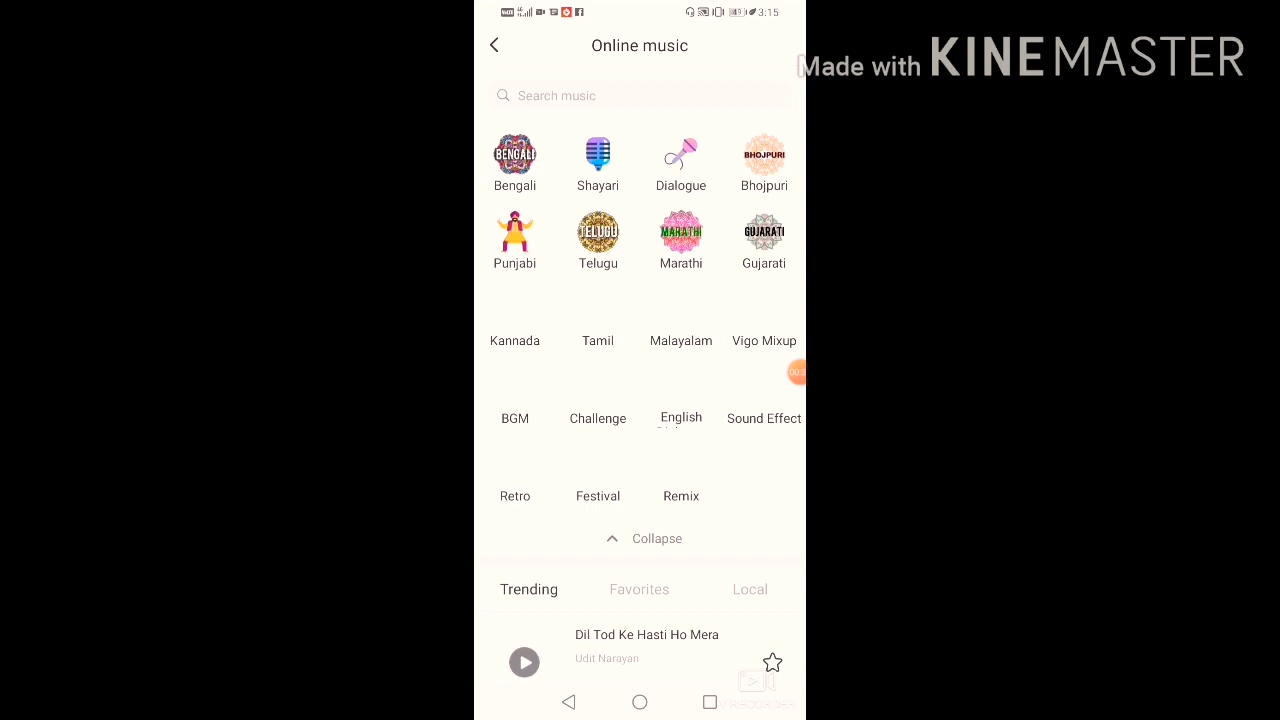 3:15
Online music
Made with KINEMASTER
Search music
BENGALI
BHOJPURI
Bengali Shayari Dialogue Bhojpuri
TELUGU MARATHI GUJARATI
Punjabi Telugu Marathi Gujarati
Kannada Tamil Malayalam Vigo Mixup
BGM Challenge English Sound Effect
Retro Festival Remix
Collapse
Trending Favorites Local
Dil Tod Ke Hasti Ho Mera
Udit Narayan